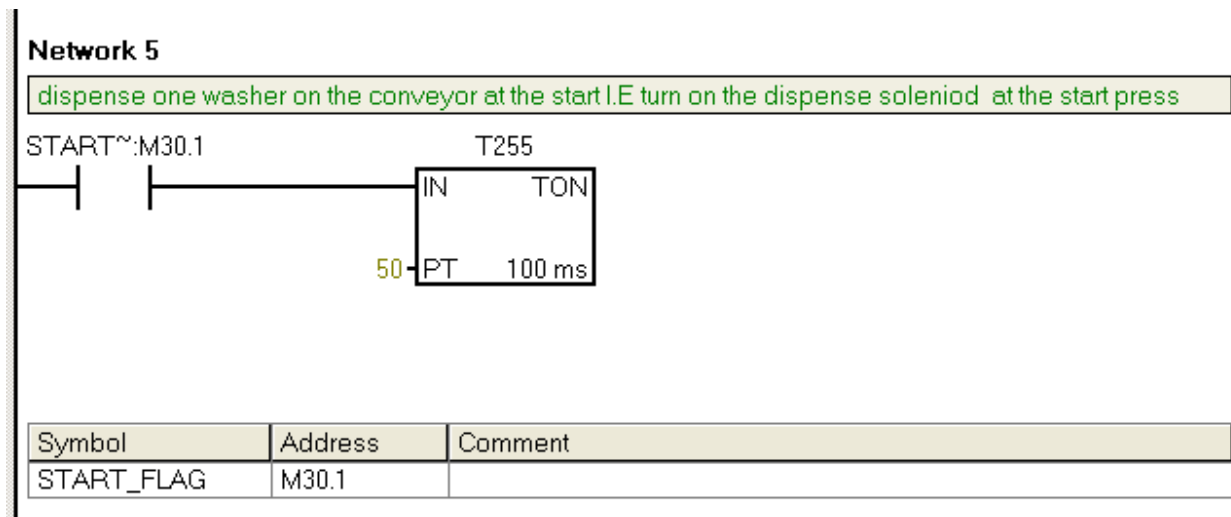 Network 5
dispense one washer on the conveyor at the start I.E turn on the dispense soleniod at the start press
START~:M30.1 T255
IN TON
50 PT 100 ms
Symbol Address Comment
START_FLAG M30.1